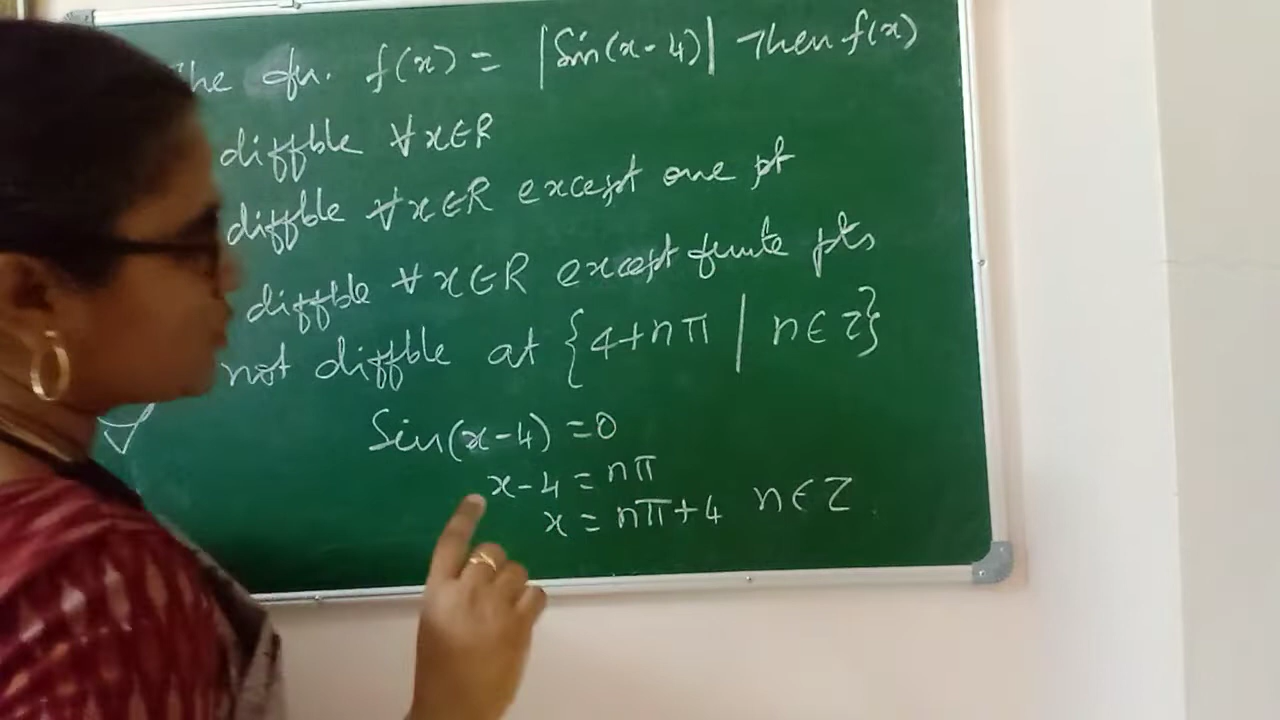 The fn. f(x) = |Sin(x-4)| Then f(x)
diffble ∀x∈R
diffble ∀x∈R except one pt
diffble ∀x∈R except finite pts
not diffble at {4+nπ | n∈Z}
Sin(x-4) = 0
x-4 = nπ
x = nπ+4 n∈Z